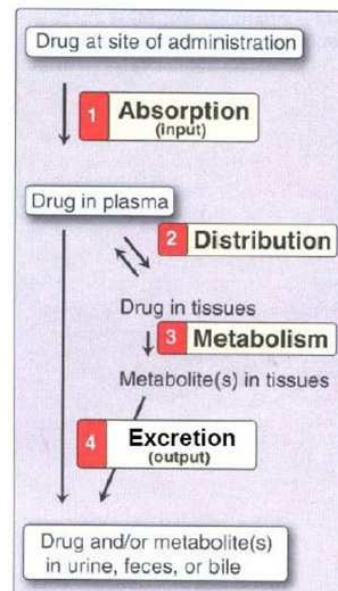 Drug at site of administration
1 Absorption
(input)
Drug in plasma
2 Distribution
Drug in tissues
3 Metabolism
Metabolite(s) in tissues
4 Excretion
(output)
Drug and/or metabolite(s)
in urine, feces, or bile